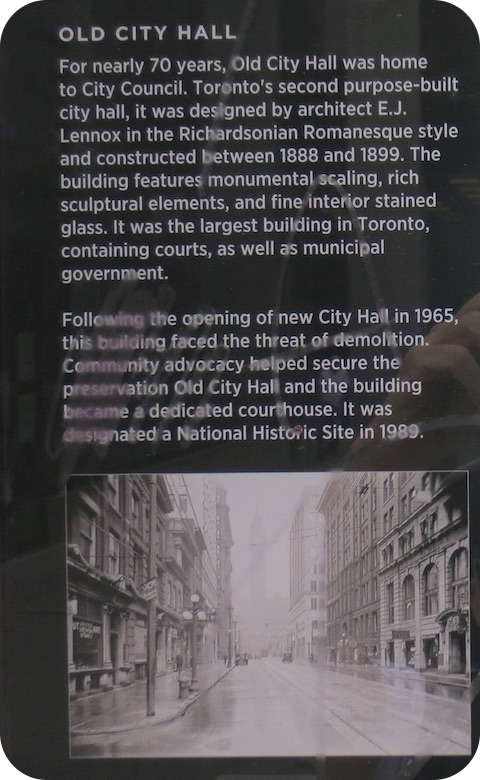 OLD CITY HALL
For nearly 70 years, Old City Hall was home
to City Council. Toronto's second purpose-built
city hall, it was designed by architect E.J.
Lennox in the Richardsonian Romanesque style
and constructed between 1888 and 1899. The
building features monumental scaling, rich
sculptural elements, and fine interior stained
glass. It was the largest building in Toronto,
containing courts, as well as municipal
government.
Following the opening of new City Hall in 1965,
this building faced the threat of demolition.
Community advocacy helped secure the
preservation Old City Hall and the building
became a dedicated courthouse. It was
designated a National Historic Site in 1989.